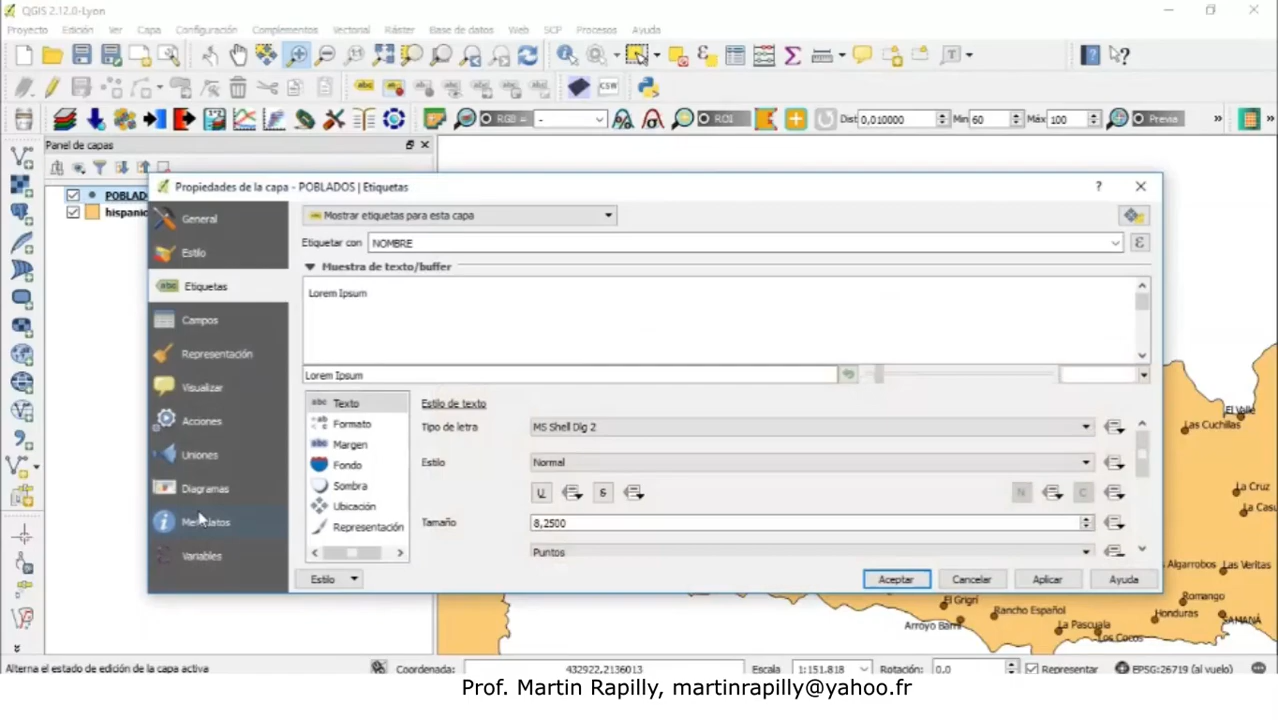 QGIS 2.12.0-Lyon
Proyecto Edición Ver Capa Configuración Complementos Vectorial Ráster Base de datos Web SCP Procesos Ayuda
RGB = - ROI Dist 0,010000 Min 60 Máx 100 Previa
Panel de capas
POBLAD
hispanio
Propiedades de la capa - POBLADOS | Etiquetas
General
Estilo
Etiquetas
Campos
Representación
Visualizar
Acciones
Uniones
Diagramas
Metadatos
Variables
Mostrar etiquetas para esta capa
Etiquetar con NOMBRE
Muestra de texto/buffer
Lorem Ipsum
Lorem Ipsum
Texto
Formato
Margen
Fondo
Sombra
Ubicación
Representación
Estilo de texto
Tipo de letra MS Shell Dlg 2
Estilo Normal
U S N C
Tamaño 8,2500
Puntos
Estilo Aceptar Cancelar Aplicar Ayuda
El Valle
Las Cuchillas
La Cruz
La Casu
Algarrobos Las Veritas
El Grigrí
Romango
Rancho Español
Honduras
SAMANÁ
Arroyo Barril
La Pascuala
Los Cocos
Alterna el estado de edición de la capa activa Coordenada: 432922,2136013 Escala 1:151.818 Rotación: 0.0 Representar EPSG:26719 (al vuelo)
Prof. Martin Rapilly, martinrapilly@yahoo.fr